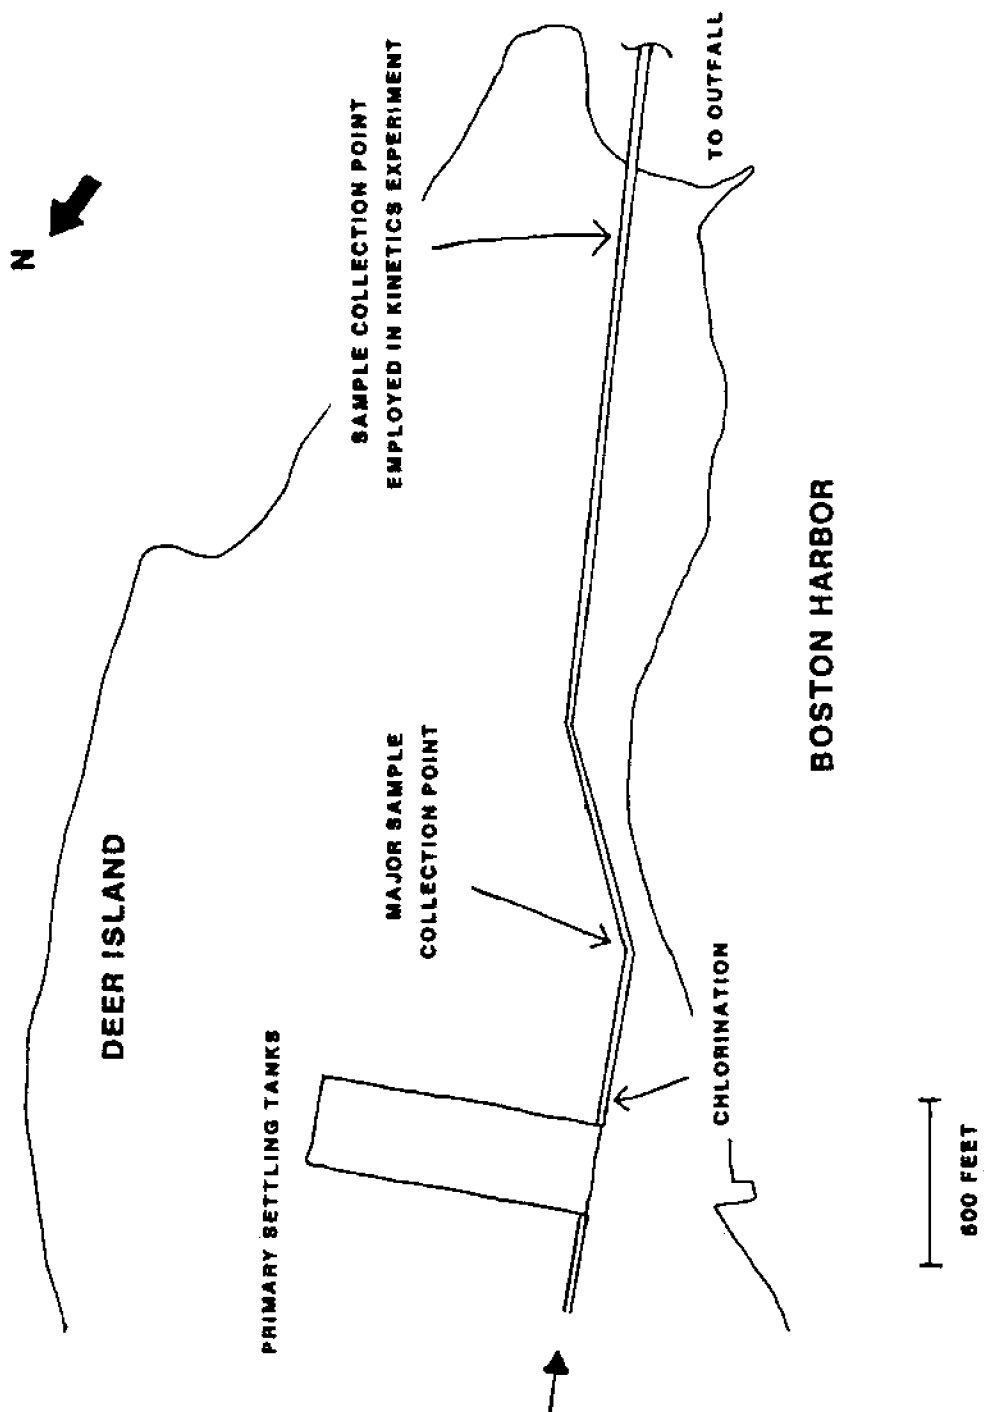 N
DEER ISLAND
PRIMARY SETTLING TANKS
MAJOR SAMPLE
COLLECTION POINT
SAMPLE COLLECTION POINT
EMPLOYED IN KINETICS EXPERIMENT
TO OUTFALL
CHLORINATION
BOSTON HARBOR
600 FEET